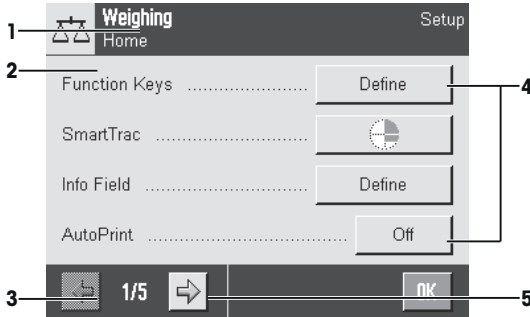 Weighing
Setup
1
Home
2
Function Keys ........................ Define
4
SmartTrac ................................
Info Field ................................ Define
AutoPrint ........................................ Off
3
1/5
OK
5